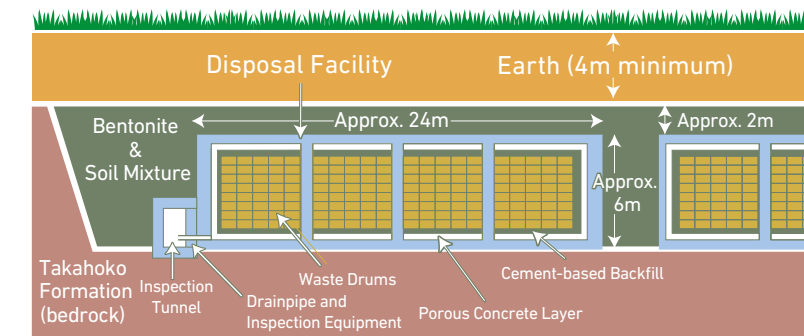 Disposal Facility
Earth (4m minimum)
Bentonite
&
Soil Mixture
Approx. 24m
Approx. 2m
Approx.
6m
Takahoko
Formation
(bedrock)
Inspection
Tunnel
Waste Drums
Drainpipe and
Inspection Equipment
Porous Concrete Layer
Cement-based Backfill